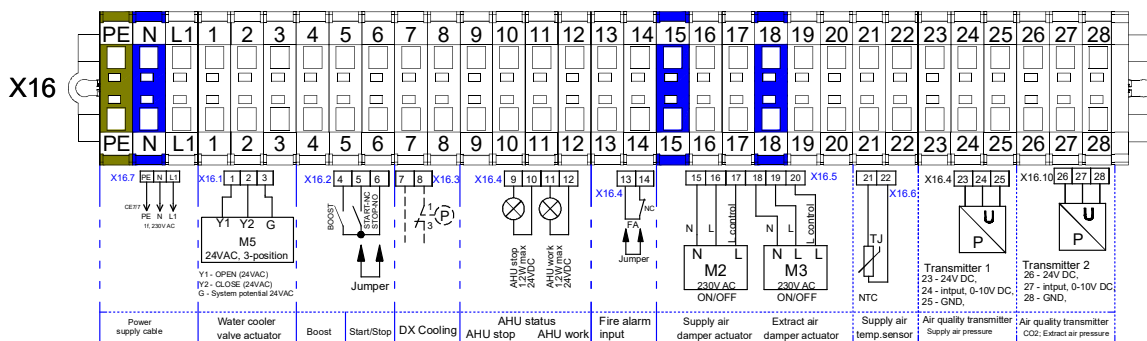 PE N L1 1 2 3 4 5 6 7 8 9 10 11 12 13 14 15 16 17 18 19 20 21 22 23 24 25 26 27 28
X16
PE N L1 1 2 3 4 5 6 7 8 9 10 11 12 13 14 15 16 17 18 19 20 21 22 23 24 25 26 27 28
X16.7 PE N L1
CE7/7
PE N L1
1f, 230V AC
X16.1 1 2 3
Y1 Y2 G
M5
24VAC, 3-position
Y1 - OPEN (24VAC)
Y2 - CLOSE (24VAC)
G - System potential 24VAC
X16.2 4 5 6
BOOST
START-NC
STOP-NO
Jumper
7 8 X16.3
1
3
P
X16.4 9 10 11 12
AHU stop
1,2W max
24VDC
AHU work
1,2W max
24VDC
13 14
X16.4
NC
FA
Jumper
15 16 17 18 19 20 X16.5
N L L control N L L control
N L N L
M2
230V AC
ON/OFF
M3
230V AC
ON/OFF
21 22
X16.6
TJ
NTC
X16.4 23 24 25
U
P
Transmitter 1
23 - 24V DC,
24 - intput, 0-10V DC,
25 - GND,
X16.10 26 27 28
U
P
Transmitter 2
26 - 24V DC,
27 - intput, 0-10V DC,
28 - GND,
Power
supply cable
Water cooler
valve actuator
Boost
Start/Stop
DX Cooling
AHU status
AHU stop AHU work
Fire alarm
input
Supply air
damper actuator
Extract air
damper actuator
Supply air
temp.sensor
Air quality transmitter
Supply air pressure
Air quality transmitter
CO2; Extract air pressure